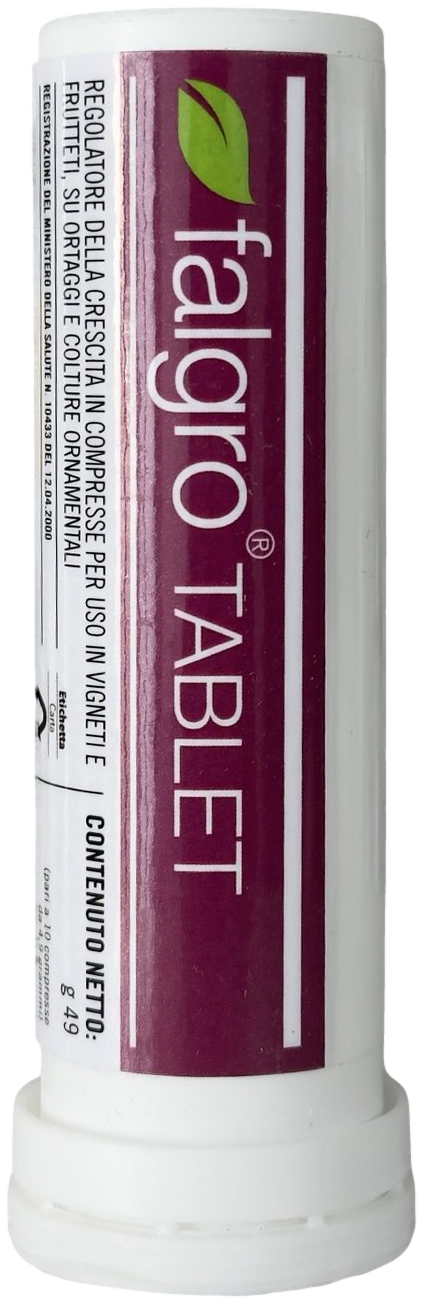 falgro® TABLET
REGOLATORE DELLA CRESCITA IN COMPRESSE PER USO IN VIGNETI E
FRUTTETI, SU ORTAGGI E COLTURE ORNAMENTALI
REGISTRAZIONE DEL MINISTERO DELLA SALUTE N. 10433 DEL 12.04.2000
Etichetta
Carta
CONTENUTO NETTO:
g 49
(pari a 10 compresse
da 4,9 grammi)